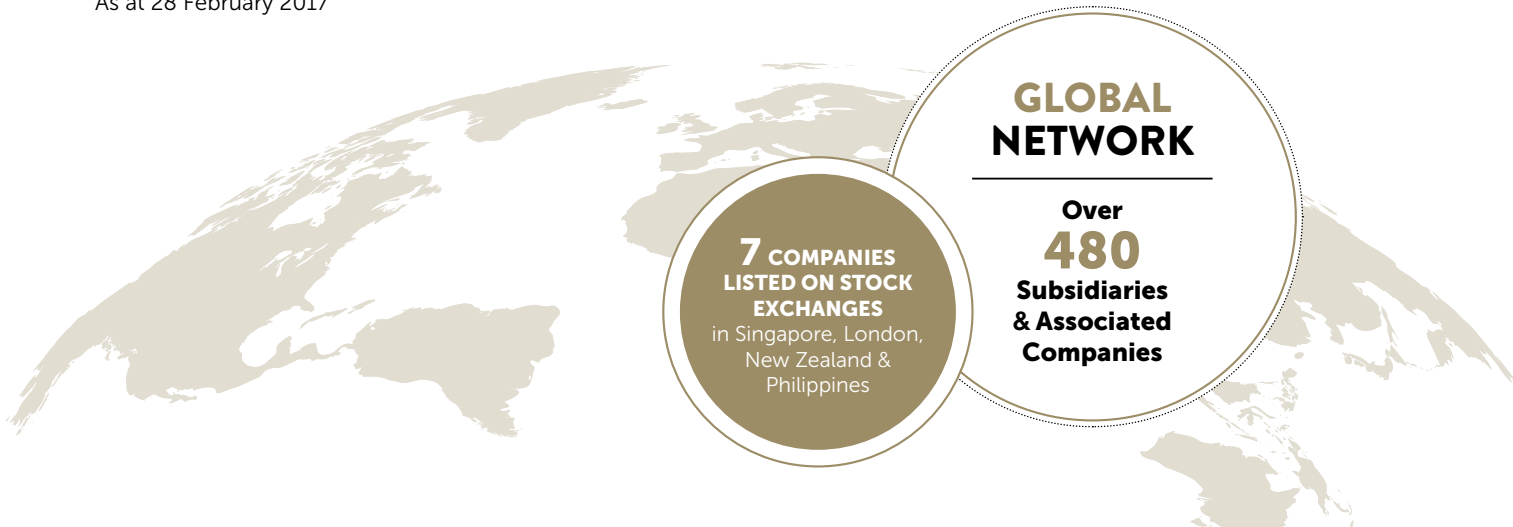 As at 28 February 2017
GLOBAL
NETWORK
Over
480
Subsidiaries
& Associated
Companies
7 COMPANIES
LISTED ON STOCK
EXCHANGES
in Singapore, London,
New Zealand &
Philippines